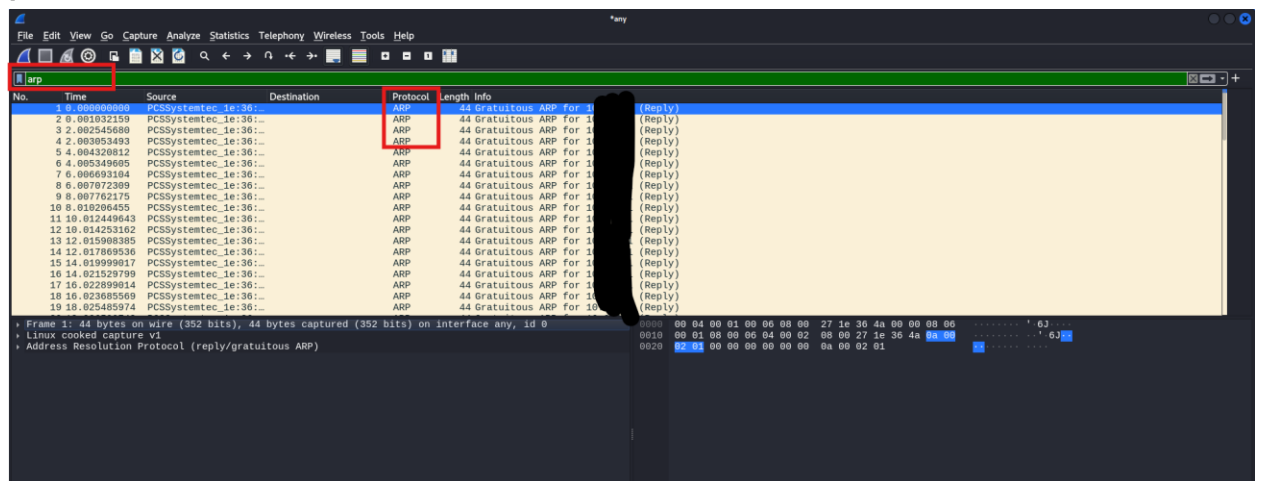 *any
File Edit View Go Capture Analyze Statistics Telephony Wireless Tools Help
arp
No. Time Source Destination Protocol Length Info
1 0.000000000 PCSSystemtec_1e:36:… ARP 44 Gratuitous ARP for 10 (Reply)
2 0.001032159 PCSSystemtec_1e:36:… ARP 44 Gratuitous ARP for 10 (Reply)
3 2.002545680 PCSSystemtec_1e:36:… ARP 44 Gratuitous ARP for 10 (Reply)
4 2.003053493 PCSSystemtec_1e:36:… ARP 44 Gratuitous ARP for 10 (Reply)
5 4.004320812 PCSSystemtec_1e:36:… ARP 44 Gratuitous ARP for 10 (Reply)
6 4.005349605 PCSSystemtec_1e:36:… ARP 44 Gratuitous ARP for 10 (Reply)
7 6.006693104 PCSSystemtec_1e:36:… ARP 44 Gratuitous ARP for 10 (Reply)
8 6.007072309 PCSSystemtec_1e:36:… ARP 44 Gratuitous ARP for 10 (Reply)
9 8.007762175 PCSSystemtec_1e:36:… ARP 44 Gratuitous ARP for 10 (Reply)
10 8.010206455 PCSSystemtec_1e:36:… ARP 44 Gratuitous ARP for 10 (Reply)
11 10.012449643 PCSSystemtec_1e:36:… ARP 44 Gratuitous ARP for 10 (Reply)
12 10.014253162 PCSSystemtec_1e:36:… ARP 44 Gratuitous ARP for 10 (Reply)
13 12.015908385 PCSSystemtec_1e:36:… ARP 44 Gratuitous ARP for 10 (Reply)
14 12.017869536 PCSSystemtec_1e:36:… ARP 44 Gratuitous ARP for 10 (Reply)
15 14.019999017 PCSSystemtec_1e:36:… ARP 44 Gratuitous ARP for 10 (Reply)
16 14.021529799 PCSSystemtec_1e:36:… ARP 44 Gratuitous ARP for 10 (Reply)
17 16.022899014 PCSSystemtec_1e:36:… ARP 44 Gratuitous ARP for 10 (Reply)
18 16.023685569 PCSSystemtec_1e:36:… ARP 44 Gratuitous ARP for 10 (Reply)
19 18.025485974 PCSSystemtec_1e:36:… ARP 44 Gratuitous ARP for 10 (Reply)
Frame 1: 44 bytes on wire (352 bits), 44 bytes captured (352 bits) on interface any, id 0
Linux cooked capture v1
Address Resolution Protocol (reply/gratuitous ARP)
0000 00 04 00 01 00 06 08 00 27 1e 36 4a 00 00 08 06 ········ '·6J····
0010 00 01 08 00 06 04 00 02 08 00 27 1e 36 4a 0a 00 ········ ··'·6J··
0020 02 01 00 00 00 00 00 00 0a 00 02 01 ········ ····